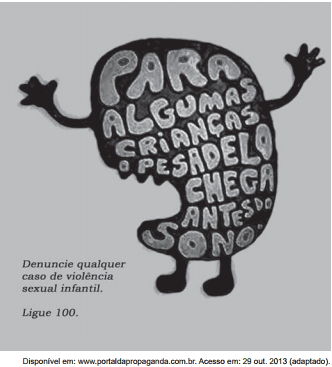 PARA
ALGUMAS
CRIANÇAS
O PESADELO
CHEGA
ANTES DO
SONO.
Denuncie qualquer
caso de violência
sexual infantil.
Ligue 100.
Disponível em: www.portaldapropaganda.com.br. Acesso em: 29 out. 2013 (adaptado).